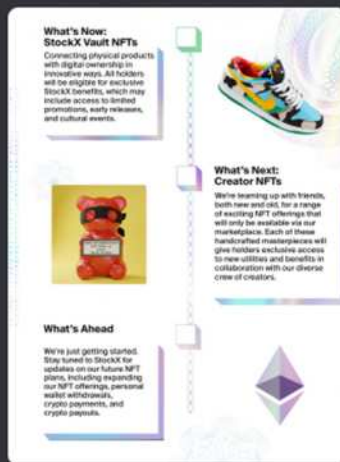 What's Now:
StockX Vault NFTs
Connecting physical products
with digital ownership in
innovative ways. All holders
will be eligible for exclusive
StockX benefits, which may
include access to limited
promotions, early releases,
and cultural events.
What's Next:
Creator NFTs
We're teaming up with friends,
both new and old, for a range
of exciting NFT offerings that
will only be available via our
marketplace. Each of these
handcrafted masterpieces will
give holders exclusive access
to new utilities and benefits in
collaboration with our diverse
crew of creators.
What's Ahead
We're just getting started.
Stay tuned to StockX for
updates on our future NFT
plans, including expanding
our NFT offerings, personal
wallet withdrawals,
crypto payments, and
crypto payouts.